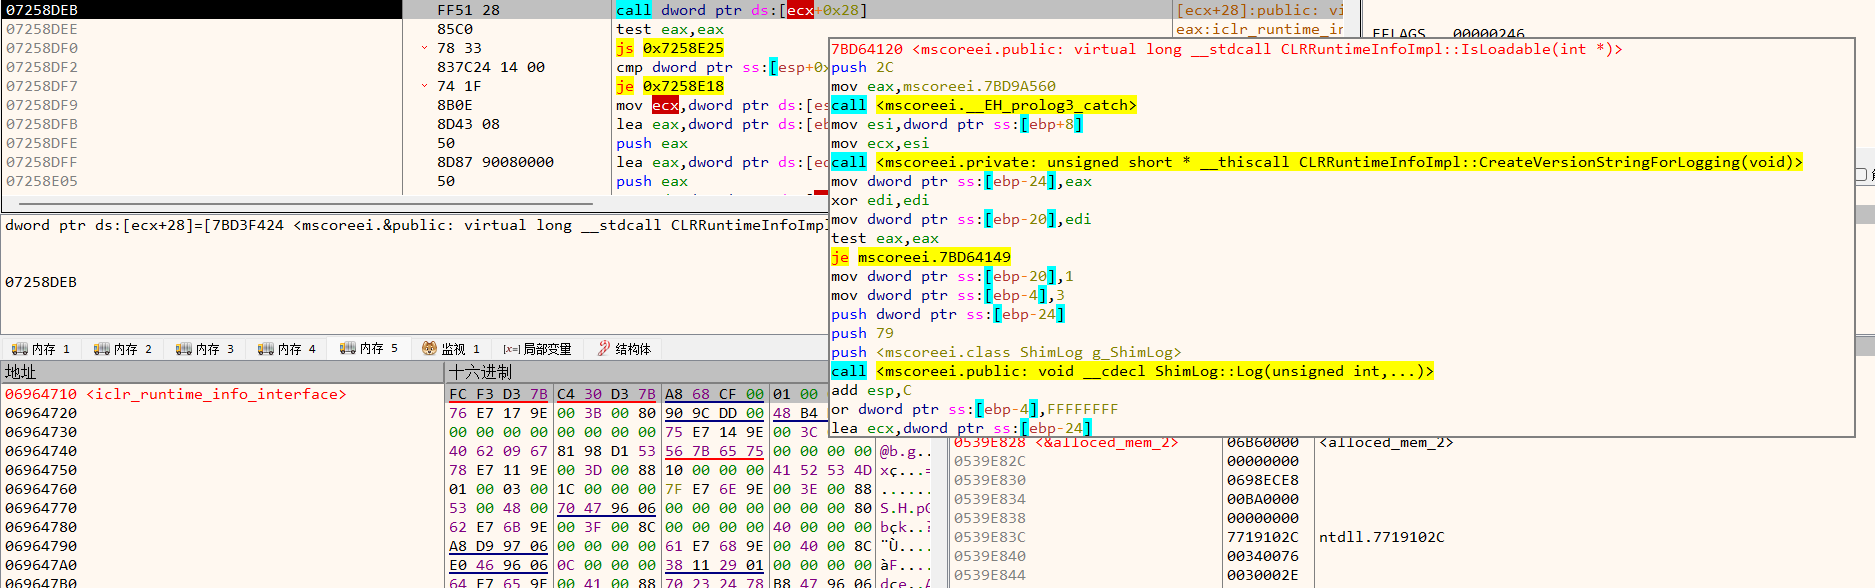 07258DEB FF51 28 call dword ptr ds:[ecx+0x28] [ecx+28]:public: vi
07258DEE 85C0 test eax,eax eax:iclr_runtime_in
07258DF0 78 33 js 0x7258E25
EFLAGS 00000246
07258DF2 837C24 14 00 cmp dword ptr ss:[esp+0x
07258DF7 74 1F je 0x7258E18
07258DF9 8B0E mov ecx,dword ptr ds:[es
07258DFB 8D43 08 lea eax,dword ptr ds:[eb
07258DFE 50 push eax
07258DFF 8D87 90080000 lea eax,dword ptr ds:[ed
07258E05 50 push eax
dword ptr ds:[ecx+28]=[7BD3F424 <mscoreei.&public: virtual long __stdcall CLRRuntimeInfoImpl
07258DEB
7BD64120 <mscoreei.public: virtual long __stdcall CLRRuntimeInfoImpl::IsLoadable(int *)>
push 2C
mov eax,mscoreei.7BD9A560
call <mscoreei.__EH_prolog3_catch>
mov esi,dword ptr ss:[ebp+8]
mov ecx,esi
call <mscoreei.private: unsigned short * __thiscall CLRRuntimeInfoImpl::CreateVersionStringForLogging(void)>
mov dword ptr ss:[ebp-24],eax
xor edi,edi
mov dword ptr ss:[ebp-20],edi
test eax,eax
je mscoreei.7BD64149
mov dword ptr ss:[ebp-20],1
mov dword ptr ss:[ebp-4],3
push dword ptr ss:[ebp-24]
push 79
push <mscoreei.class ShimLog g_ShimLog>
call <mscoreei.public: void __cdecl ShimLog::Log(unsigned int,...)>
add esp,C
or dword ptr ss:[ebp-4],FFFFFFFF
lea ecx,dword ptr ss:[ebp-24]
内存 1 内存 2 内存 3 内存 4 内存 5 监视 1 [x=] 局部变量 结构体
地址 十六进制
06964710 <iclr_runtime_info_interface> FC F3 D3 7B C4 30 D3 7B A8 68 CF 00 01 00
06964720 76 E7 17 9E 00 3B 00 80 90 9C DD 00 48 B4
06964730 00 00 00 00 00 00 00 00 75 E7 14 9E 00 3C
06964740 40 62 09 67 81 98 D1 53 56 7B 65 75 00 00 00 00 @b.g..
06964750 78 E7 11 9E 00 3D 00 88 10 00 00 00 41 52 53 4D xç...=
06964760 01 00 03 00 1C 00 00 00 7F E7 6E 9E 00 3E 00 88 ......
06964770 53 00 48 00 70 47 96 06 00 00 00 00 00 00 00 80 S.H.pG
06964780 62 E7 6B 9E 00 3F 00 8C 00 00 00 00 40 00 00 00 bçk..?
06964790 A8 D9 97 06 00 00 00 00 61 E7 68 9E 00 40 00 8C ¨Ù....
069647A0 E0 46 96 06 0C 00 00 00 38 11 29 01 00 00 00 00 àF....
069647B0 64 E7 65 9E 00 41 00 88 70 23 24 78 B8 47 96 06 dçe..A
0539E828 <&alloced_mem_2> 06B60000 <alloced_mem_2>
0539E82C 00000000
0539E830 0698ECE8
0539E834 00BA0000
0539E838 00000000
0539E83C 7719102C ntdll.7719102C
0539E840 00340076
0539E844 0030002E